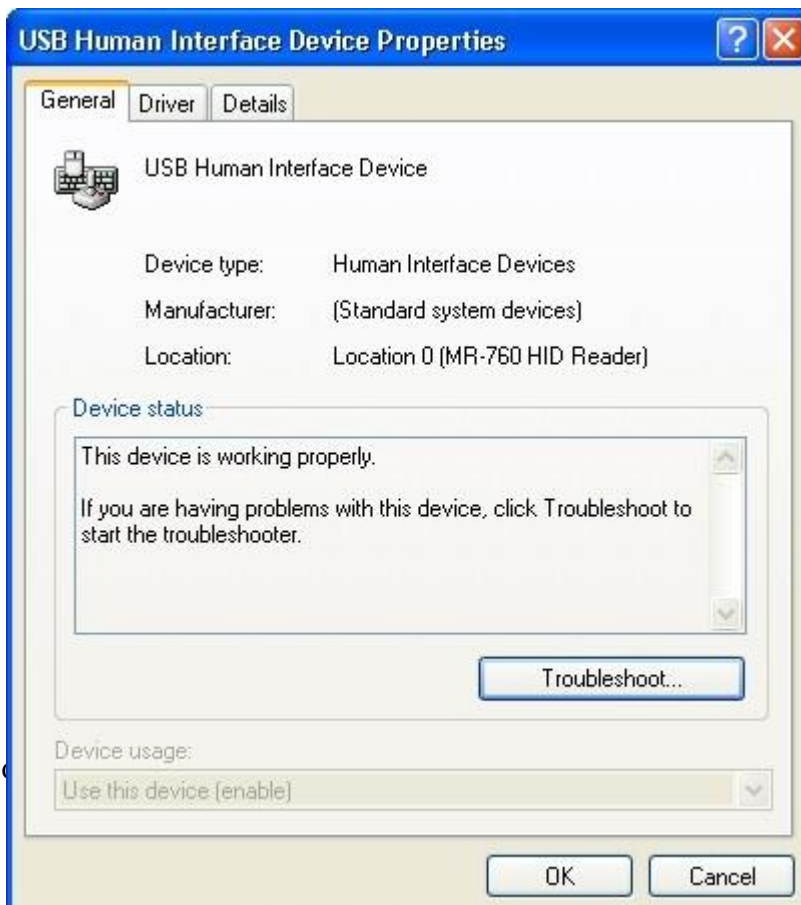 USB Human Interface Device Properties
General Driver Details
USB Human Interface Device
Device type: Human Interface Devices
Manufacturer: (Standard system devices)
Location: Location 0 (MR-760 HID Reader)
Device status
This device is working properly.
If you are having problems with this device, click Troubleshoot to
start the troubleshooter.
Troubleshoot...
Device usage:
Use this device (enable)
OK Cancel